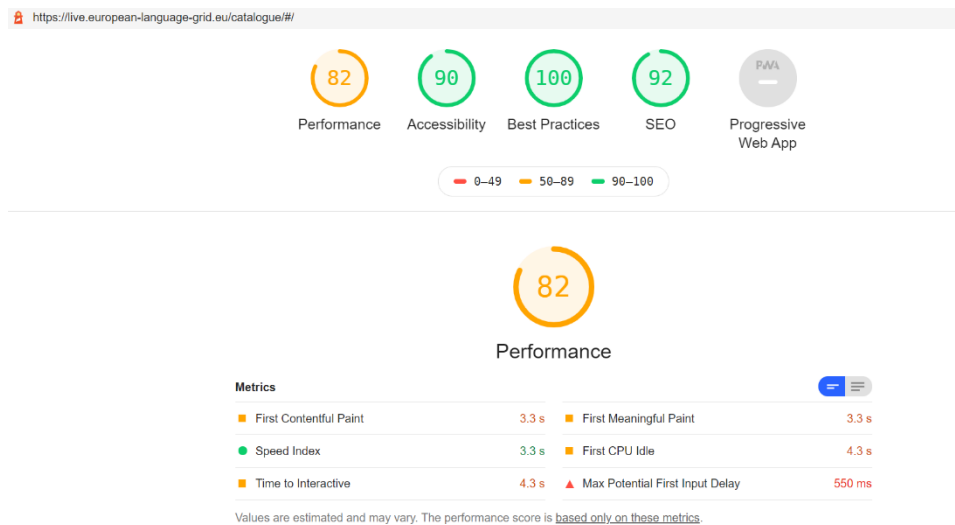 https://live.european-language-grid.eu/catalogue/#/
82 90 100 92 PWA
Performance Accessibility Best Practices SEO Progressive
Web App
0–49 50–89 90–100
82
Performance
Metrics
First Contentful Paint 3.3 s First Meaningful Paint 3.3 s
Speed Index 3.3 s First CPU Idle 4.3 s
Time to Interactive 4.3 s Max Potential First Input Delay 550 ms
Values are estimated and may vary. The performance score is based only on these metrics.